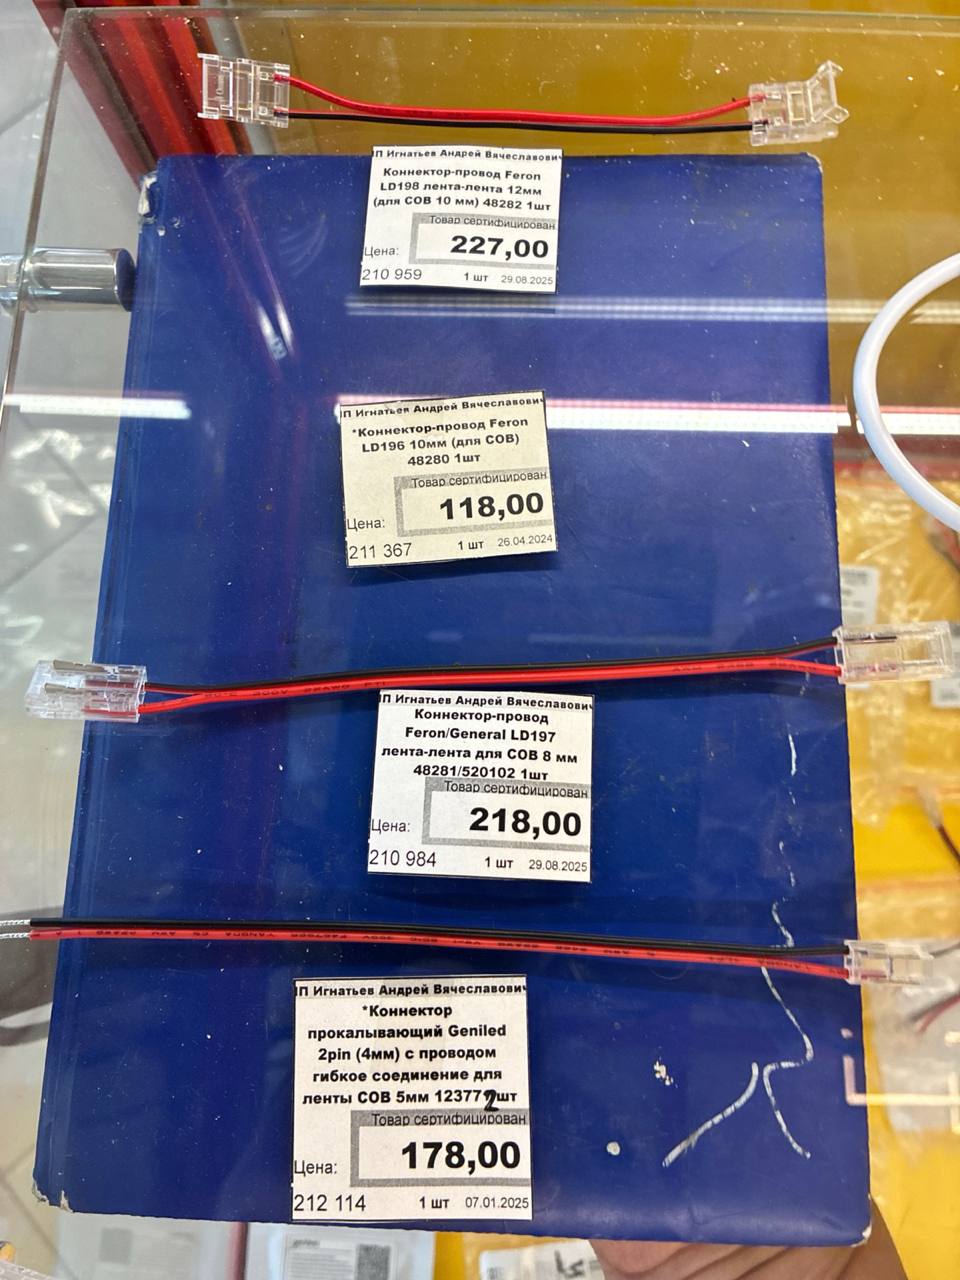 П Игнатьев Андрей Вячеславович
Коннектор-провод Feron
LD198 лента-лента 12мм
(для COB 10 мм) 48282 1шт
Товар сертифицирован
Цена:
227,00
210 959
1 шт
29.08.2025
П Игнатьев Андрей Вячеславович
*Коннектор-провод Feron
LD196 10мм (для COB)
48280 1шт
Товар сертифицирован
Цена:
118,00
211 367
1 шт
26.04.2024
П Игнатьев Андрей Вячеславович
Коннектор-провод
Feron/General LD197
лента-лента для COB 8 мм
48281/520102 1шт
Товар сертифицирован
Цена:
218,00
210 984
1 шт
29.08.2025
П Игнатьев Андрей Вячеславович
*Коннектор
прокалывающий Geniled
2pin (4мм) с проводом
гибкое соединение для
ленты COB 5мм 12377 2шт
Товар сертифицирован
Цена:
178,00
212 114
1 шт
07.01.2025